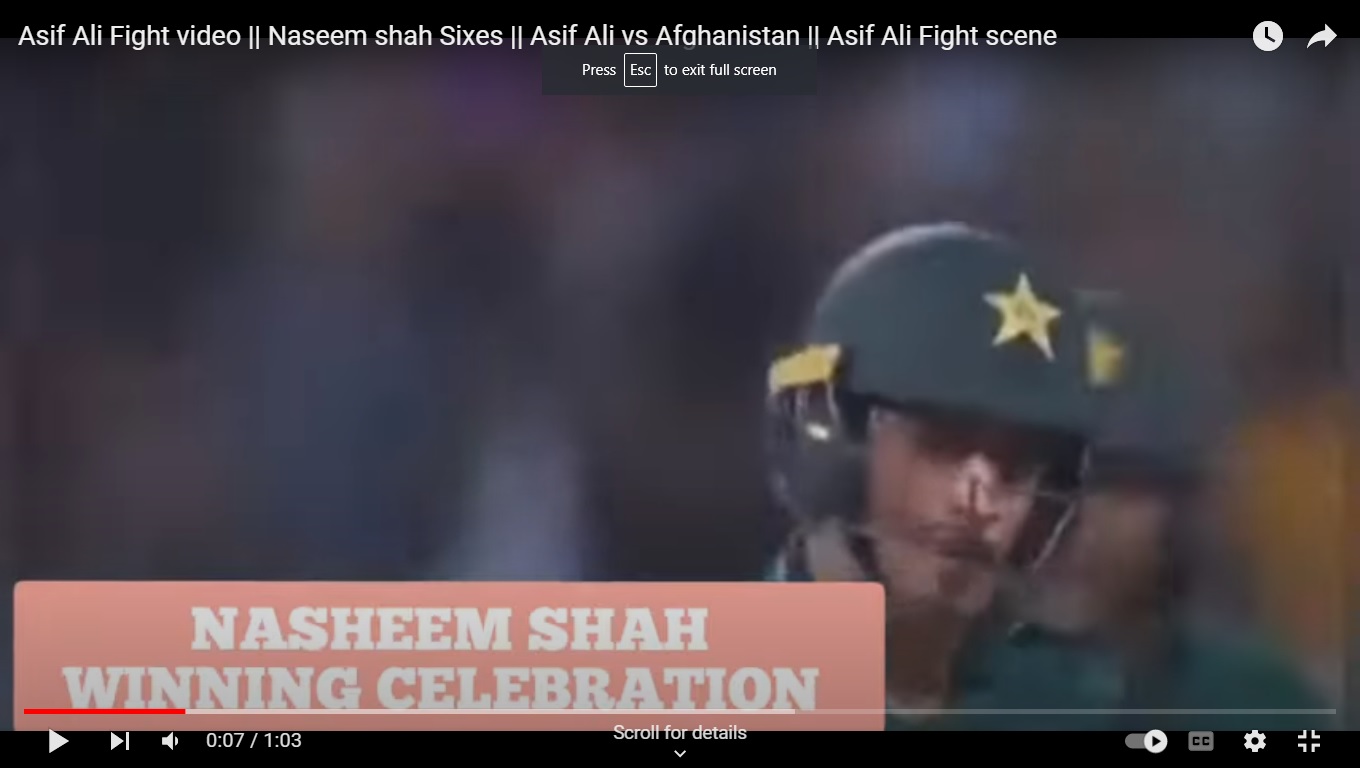 Asif Ali Fight video || Naseem shah Sixes || Asif Ali vs Afghanistan || Asif Ali Fight scene
Press Esc to exit full screen
NASHEEM SHAH
WINNING CELEBRATION
Scroll for details
0:07 / 1:03
CC